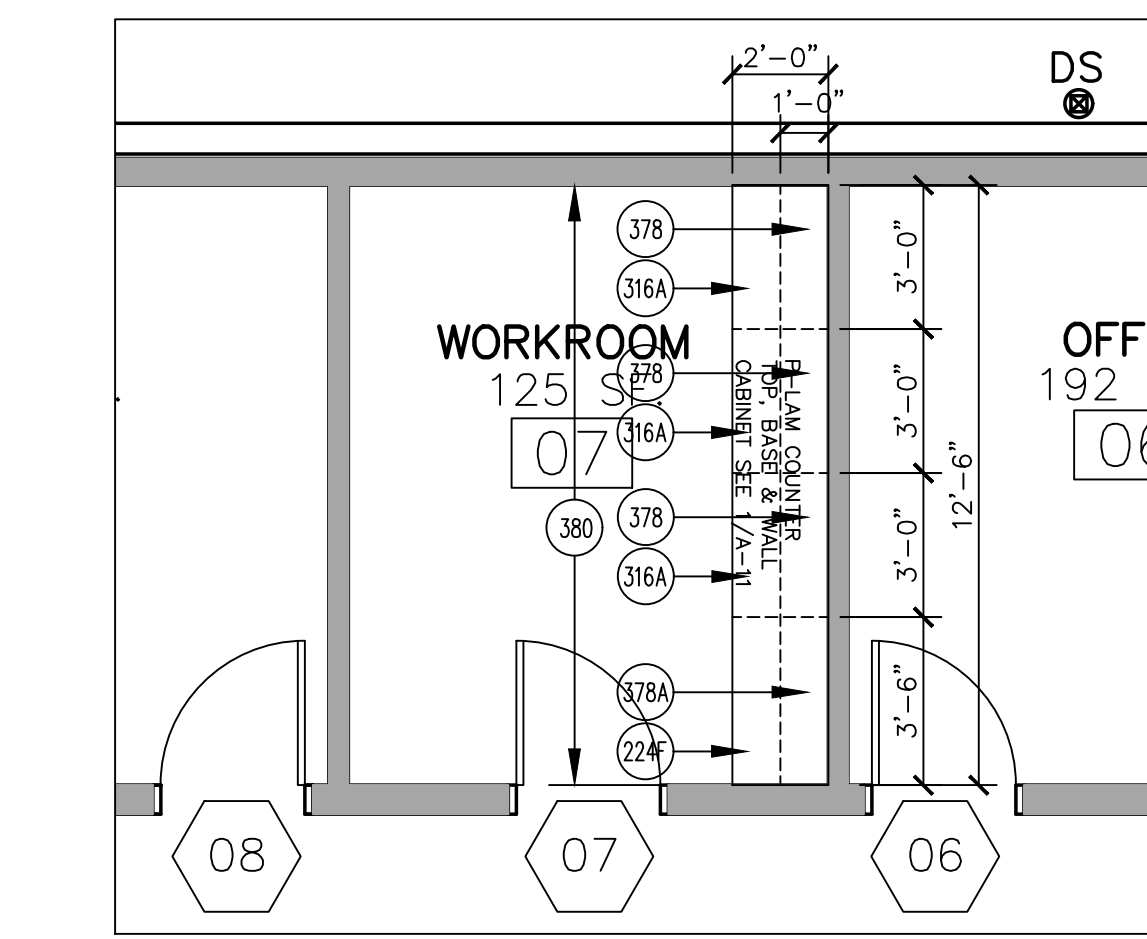 2'-0"
DS
1'-0"
378
316A
3'-0"
WORKROOM
125 SF.
07
OFF
192
06
378
316A
P-LAM COUNTER
TOP, BASE & WALL
CABINET SEE 1/A-11
3'-0"
12'-6"
380
378
316A
3'-0"
378A
224F
3'-6"
08
07
06